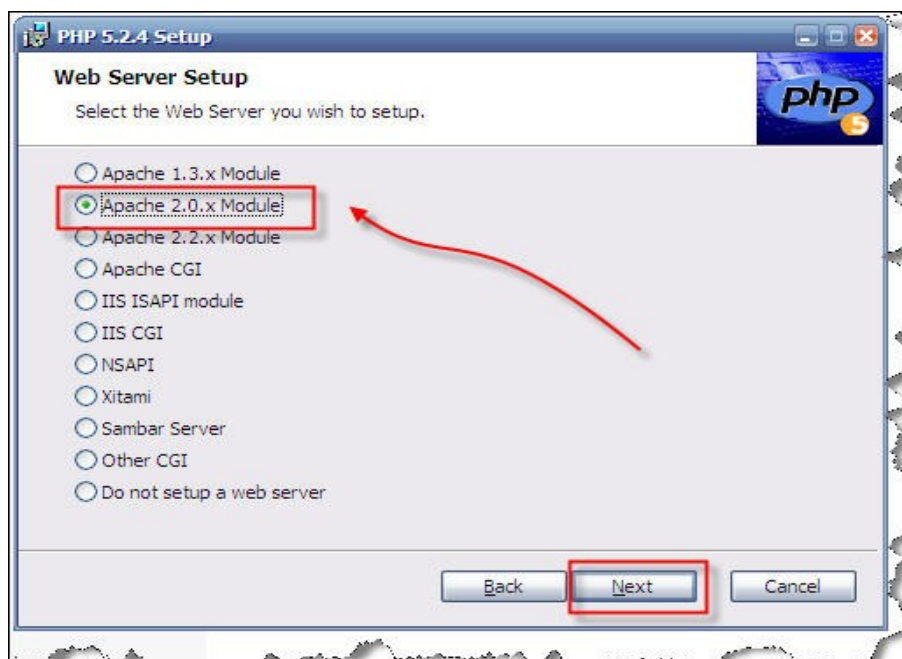 PHP 5.2.4 Setup
Web Server Setup
Select the Web Server you wish to setup.
php
5
Apache 1.3.x Module
Apache 2.0.x Module
Apache 2.2.x Module
Apache CGI
IIS ISAPI module
IIS CGI
NSAPI
Xitami
Sambar Server
Other CGI
Do not setup a web server
Back Next Cancel